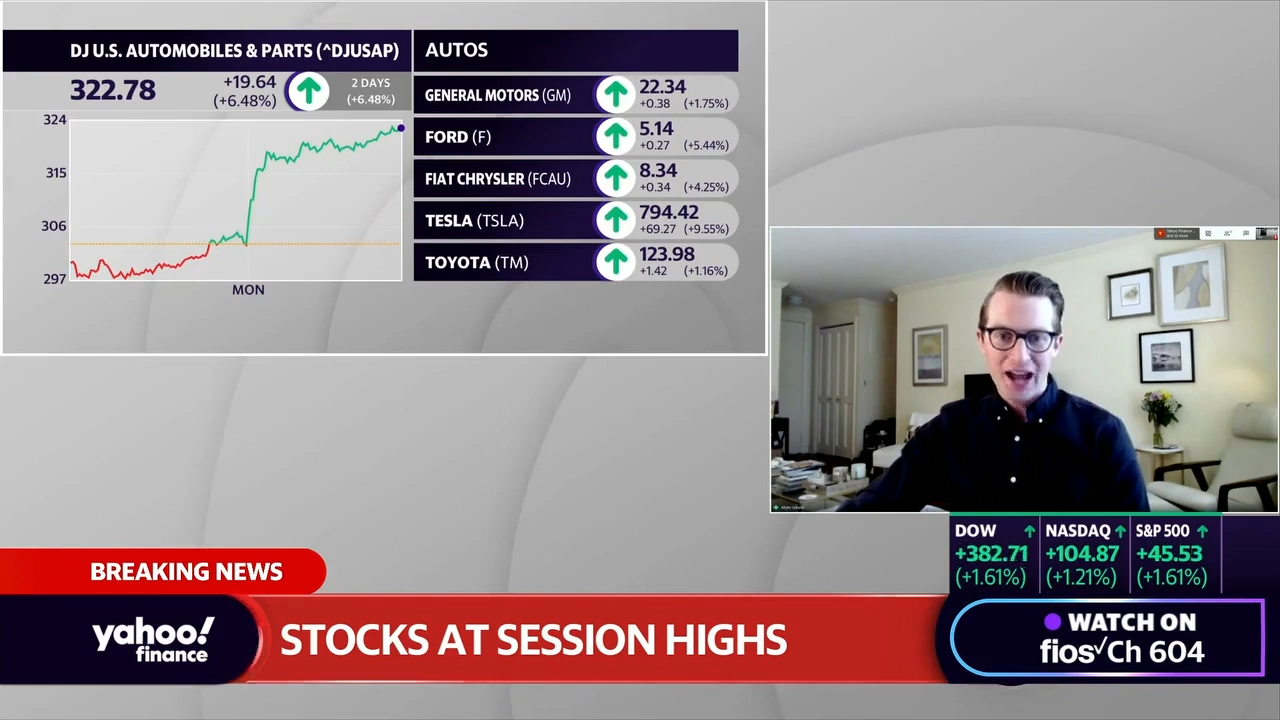 DJ U.S. AUTOMOBILES & PARTS (^DJUSAP)
322.78
+19.64
(+6.48%)
2 DAYS
(+6.48%)
324
315
306
297
MON
AUTOS
GENERAL MOTORS (GM)
22.34
+0.38 (+1.75%)
FORD (F)
5.14
+0.27 (+5.44%)
FIAT CHRYSLER (FCAU)
8.34
+0.34 (+4.25%)
TESLA (TSLA)
794.42
+69.27 (+9.55%)
TOYOTA (TM)
123.98
+1.42 (+1.16%)
DOW
+382.71
(+1.61%)
NASDAQ
+104.87
(+1.21%)
S&P 500
+45.53
(+1.61%)
BREAKING NEWS
yahoo!
finance
STOCKS AT SESSION HIGHS
WATCH ON
fios✓Ch 604